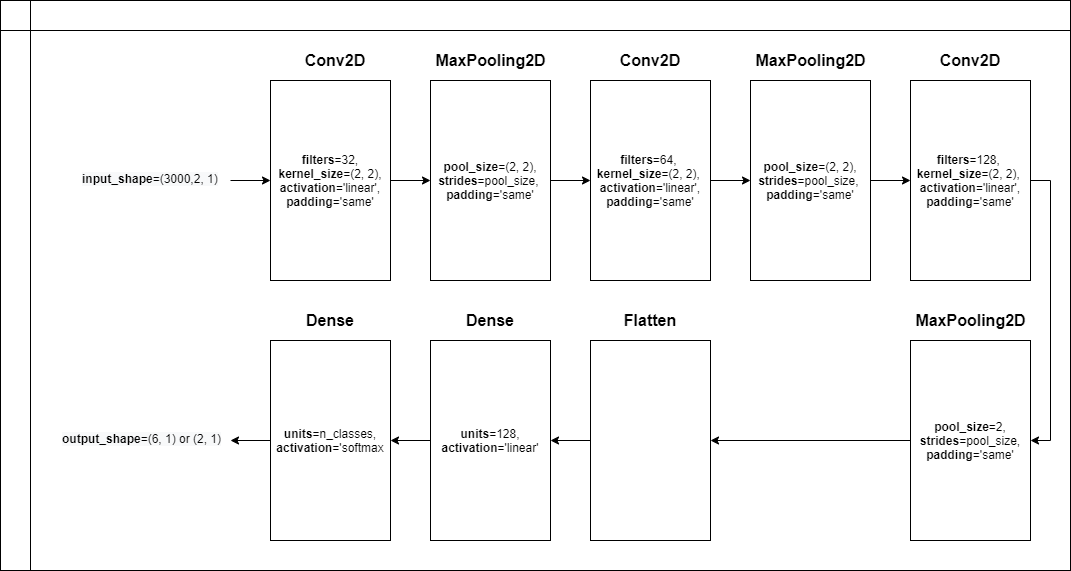 Conv2D
MaxPooling2D
Conv2D
MaxPooling2D
Conv2D
input_shape=(3000,2, 1)
filters=32,
kernel_size=(2, 2),
activation='linear',
padding='same'
pool_size=(2, 2),
strides=pool_size,
padding='same'
filters=64,
kernel_size=(2, 2),
activation='linear',
padding='same'
pool_size=(2, 2),
strides=pool_size,
padding='same'
filters=128,
kernel_size=(2, 2),
activation='linear',
padding='same'
Dense
Dense
Flatten
MaxPooling2D
output_shape=(6, 1) or (2, 1)
units=n_classes,
activation='softmax
units=128,
activation='linear'
pool_size=2,
strides=pool_size,
padding='same'